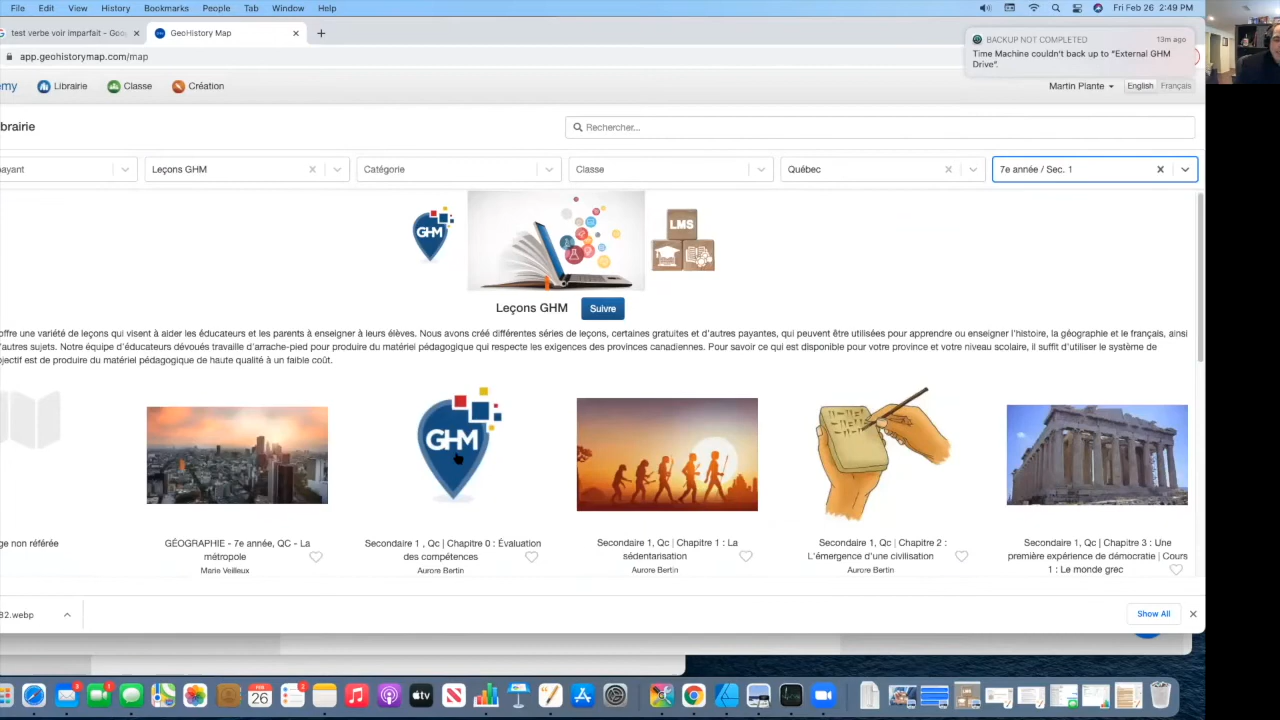 File Edit View History Bookmarks People Tab Window Help
Fri Feb 26 2:49 PM
test verbe voir imparfait - Goo
GeoHistory Map
BACKUP NOT COMPLETED 13m ago
Time Machine couldn't back up to "External GHM
Drive".
app.geohistorymap.com/map
emy Librairie Classe Création
Martin Plante English Français
brairie
Rechercher...
payant
Leçons GHM
Catégorie
Classe
Québec
7e année / Sec. 1
GHM
LMS
Leçons GHM Suivre
offre une variété de leçons qui visent à aider les éducateurs et les parents à enseigner à leurs élèves. Nous avons créé différentes séries de leçons, certaines gratuites et d'autres payantes, qui peuvent être utilisées pour apprendre ou enseigner l'histoire, la géographie et le français, ainsi
'autres sujets. Notre équipe d'éducateurs dévoués travaille d'arrache-pied pour produire du matériel pédagogique qui respecte les exigences des provinces canadiennes. Pour savoir ce qui est disponible pour votre province et votre niveau scolaire, il suffit d'utiliser le système de
bjectif est de produire du matériel pédagogique de haute qualité à un faible coût.
GHM
ge non référée
GÉOGRAPHIE - 7e année, QC - La
métropole
Marie Veilleux
Secondaire 1 , Qc | Chapitre 0 : Évaluation
des compétences
Aurore Bertin
Secondaire 1, Qc | Chapitre 1 : La
sédentarisation
Aurore Bertin
Secondaire 1, Qc | Chapitre 2 :
L'émergence d'une civilisation
Aurore Bertin
Secondaire 1, Qc | Chapitre 3 : Une
première expérience de démocratie | Cours
1 : Le monde grec
82.webp
Show All
FEB
26
tv